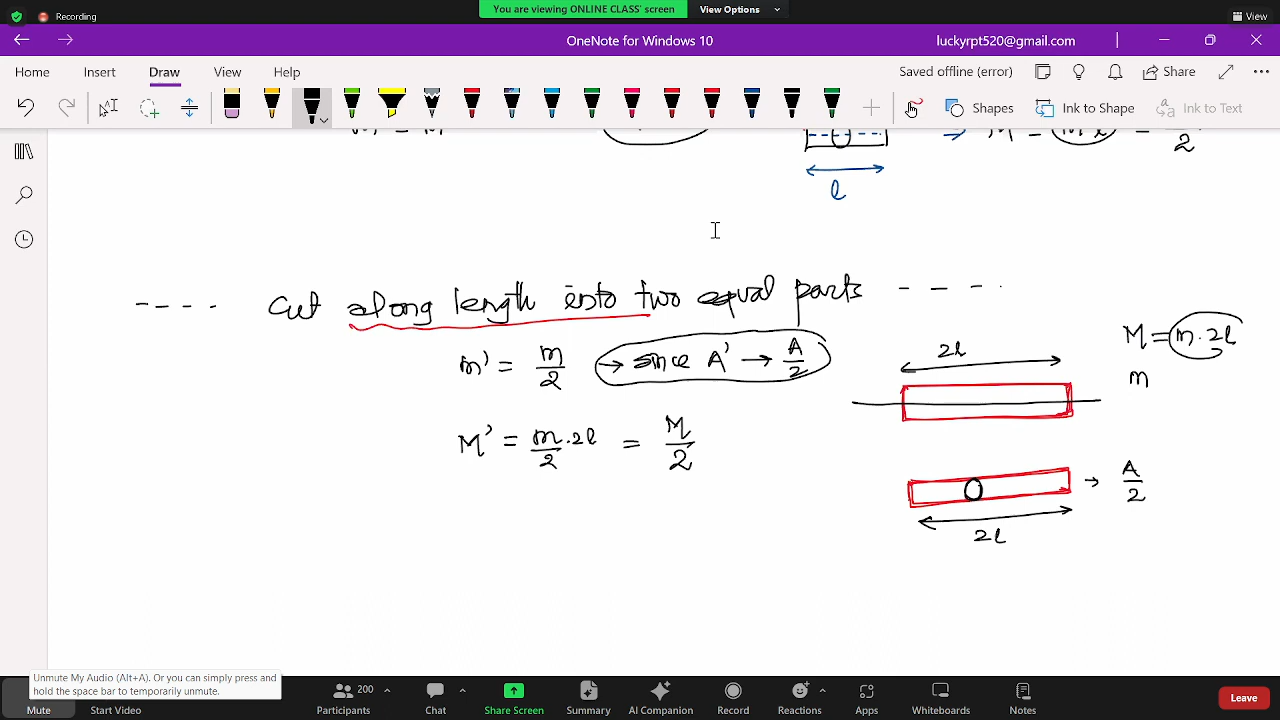 Recording
You are viewing ONLINE CLASS' screen
View Options
View
OneNote for Windows 10
luckyrpt520@gmail.com
Home Insert Draw View Help
Saved offline (error)
Share
Shapes
Ink to Shape
Ink to Text
2
l
---- Cut along length into two equal parts ----
m' = m/2 → since A' → A/2
M' = m/2 . 2l = M/2
2l
M = m.2l
m
→ A/2
2l
Unmute My Audio (Alt+A). Or you can simply press and
hold the space bar to temporarily unmute.
Mute
Start Video
Participants
200
Chat
Share Screen
Summary
AI Companion
Record
Reactions
Apps
Whiteboards
Notes
Leave